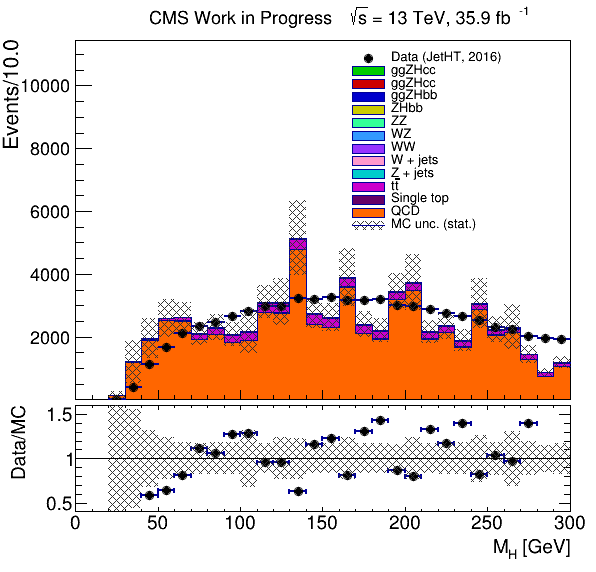 CMS Work in Progress √s = 13 TeV, 35.9 fb⁻¹
Events/10.0
10000
8000
6000
4000
2000
Data (JetHT, 2016)
ggZHcc
ggZHcc
ggZHbb
ZHbb
ZZ
WZ
WW
W + jets
Z + jets
tt̅
Single top
QCD
MC unc. (stat.)
Data/MC
1.5
1
0.5
0 50 100 150 200 250 300
M_H [GeV]